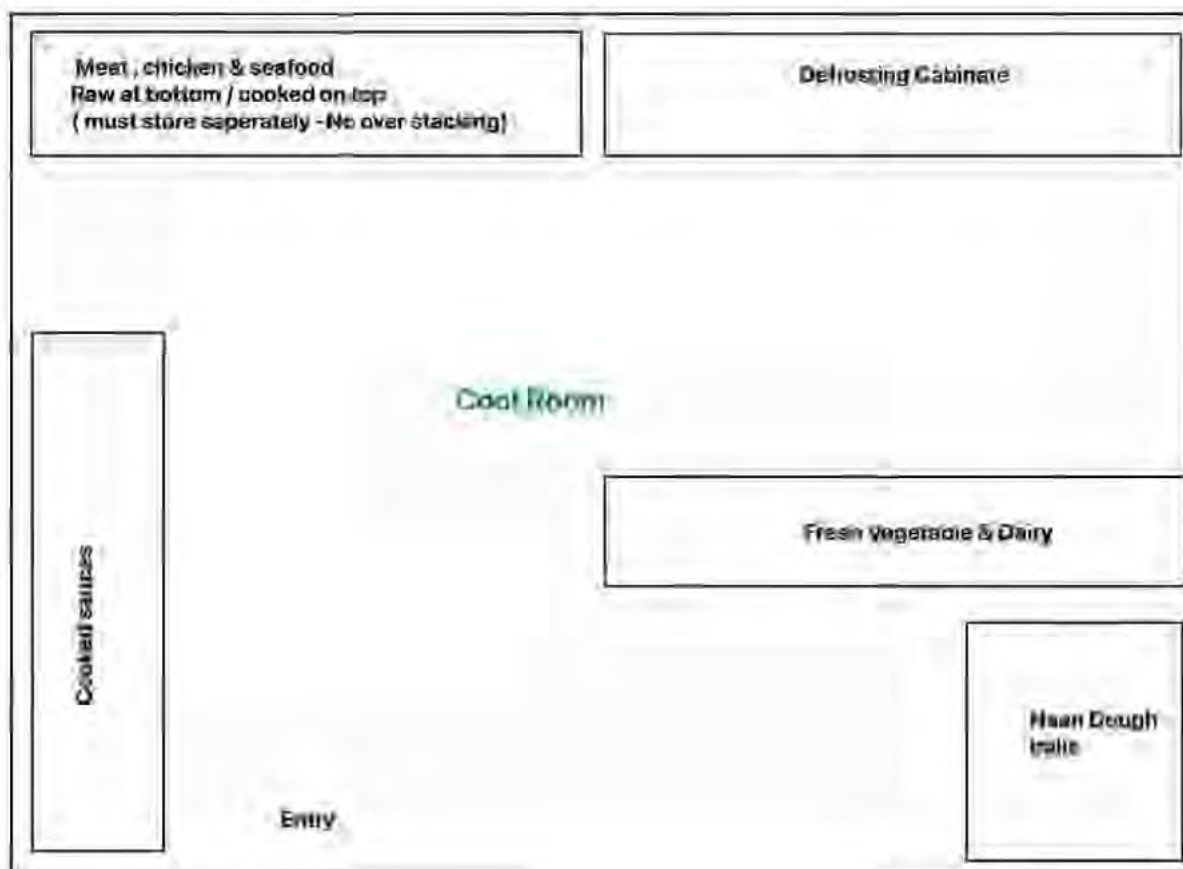 Meat, chicken & seafood
Raw at bottom / cooked on top
( must store seperately -No over stacking)
Defrosting Cabinate
Cool Room
Fresh Vegetable & Dairy
Cooked sauces
Naan Dough
Entry